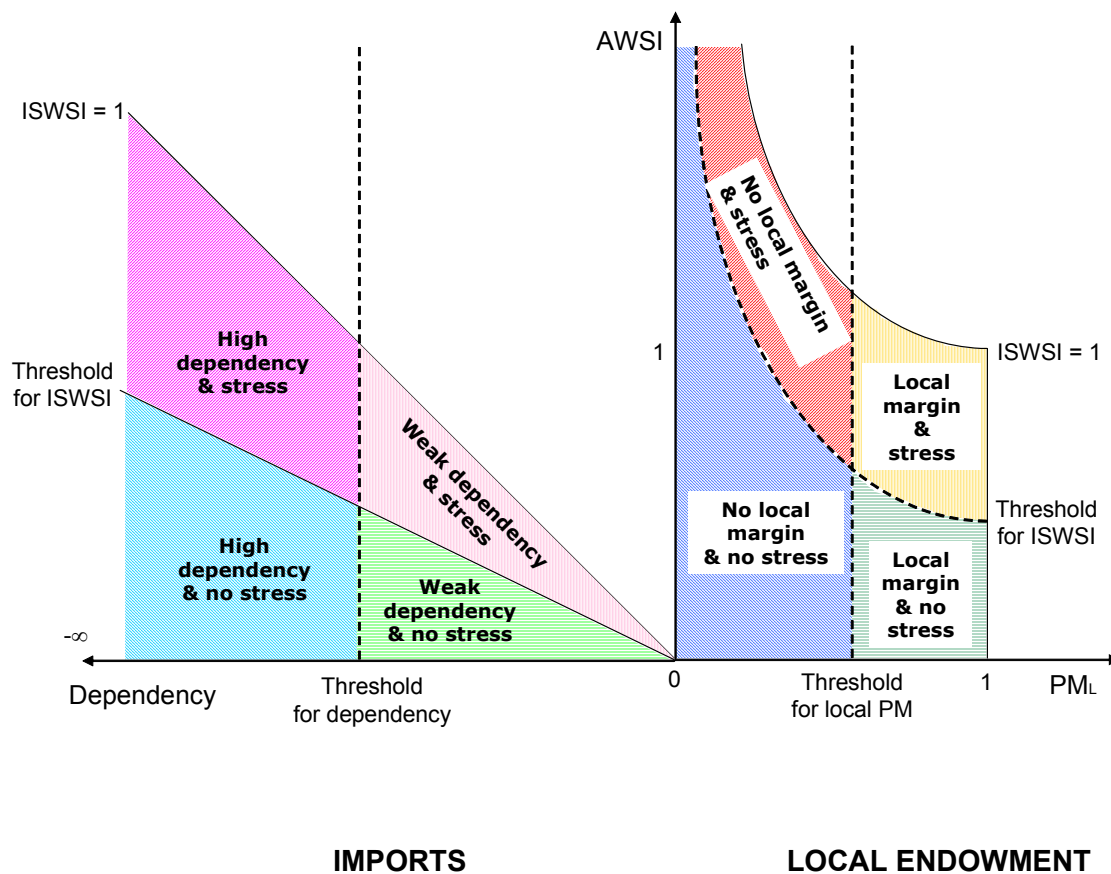 AWSI
ISWSI = 1
No local margin
& stress
High
dependency
& stress
1
ISWSI = 1
Threshold
for ISWSI
Local
margin
&
stress
Weak dependency
& stress
No local
margin
& no stress
Threshold
for ISWSI
High
dependency
& no stress
Local
margin
& no
stress
Weak
dependency
& no stress
-∞
Dependency
Threshold
for dependency
0
Threshold
for local PM
1
PML
IMPORTS
LOCAL ENDOWMENT